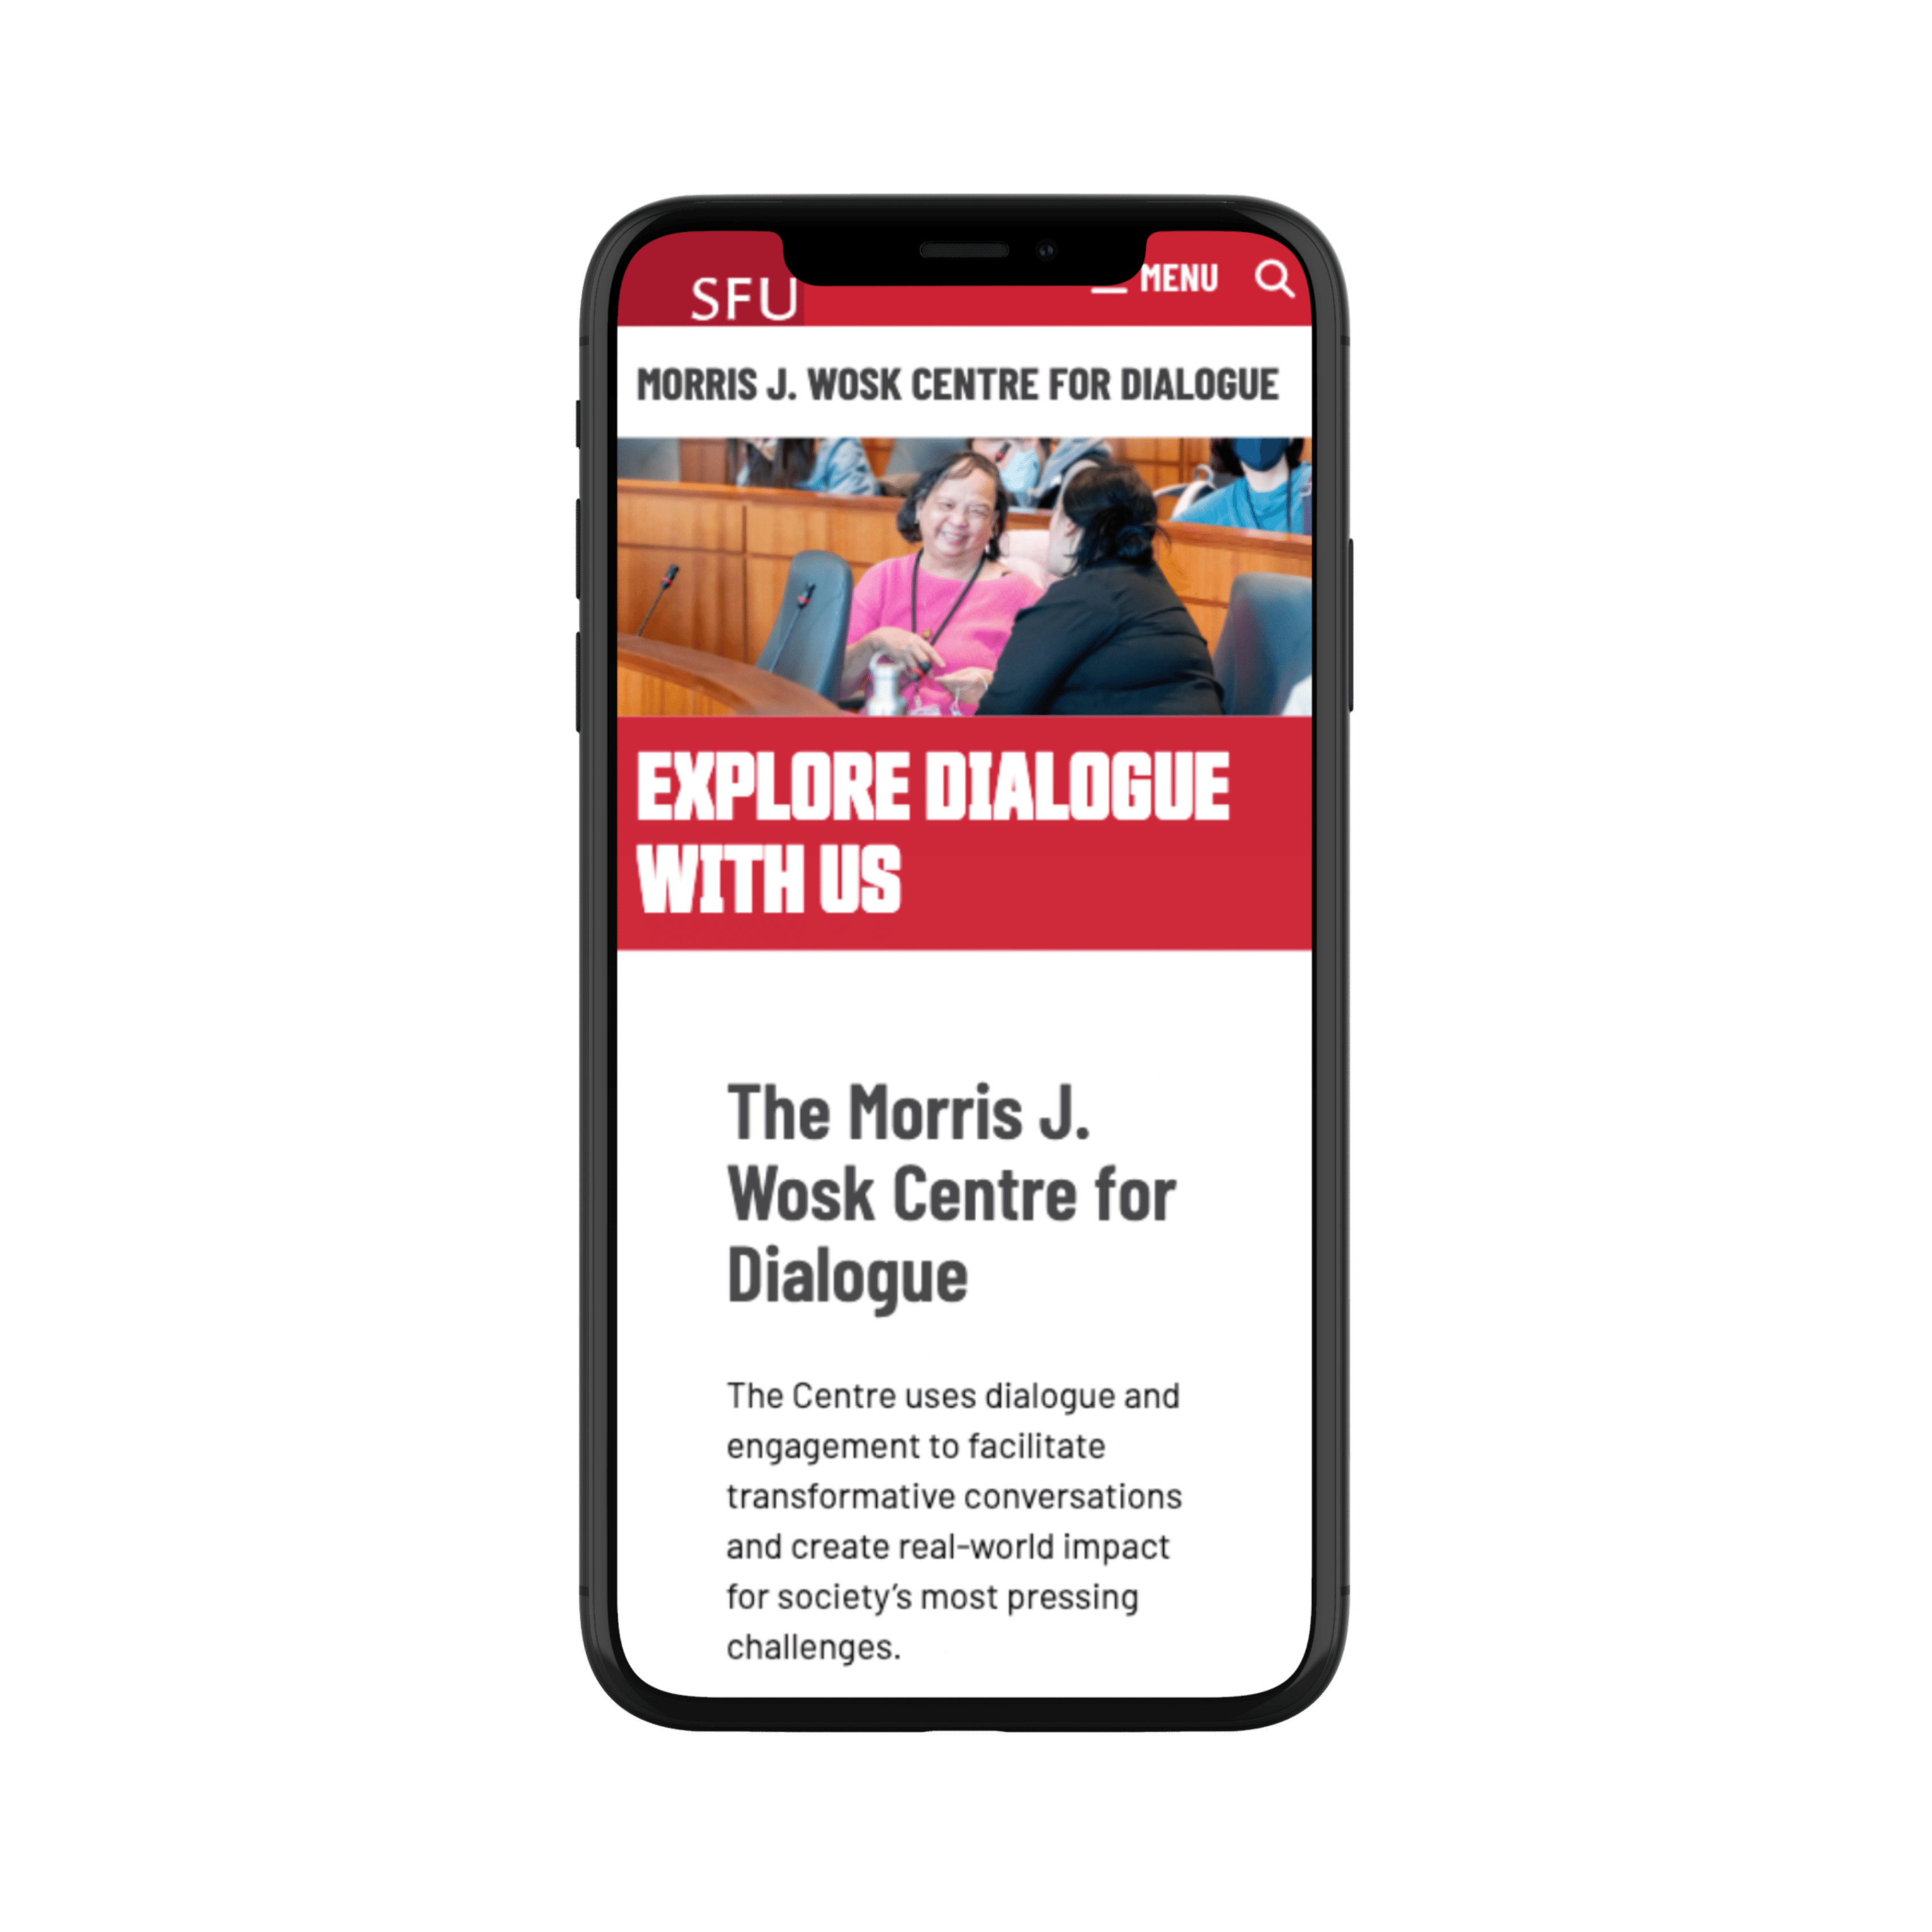 SFU
MENU
MORRIS J. WOSK CENTRE FOR DIALOGUE
EXPLORE DIALOGUE
WITH US
The Morris J.
Wosk Centre for
Dialogue
The Centre uses dialogue and
engagement to facilitate
transformative conversations
and create real-world impact
for society’s most pressing
challenges.